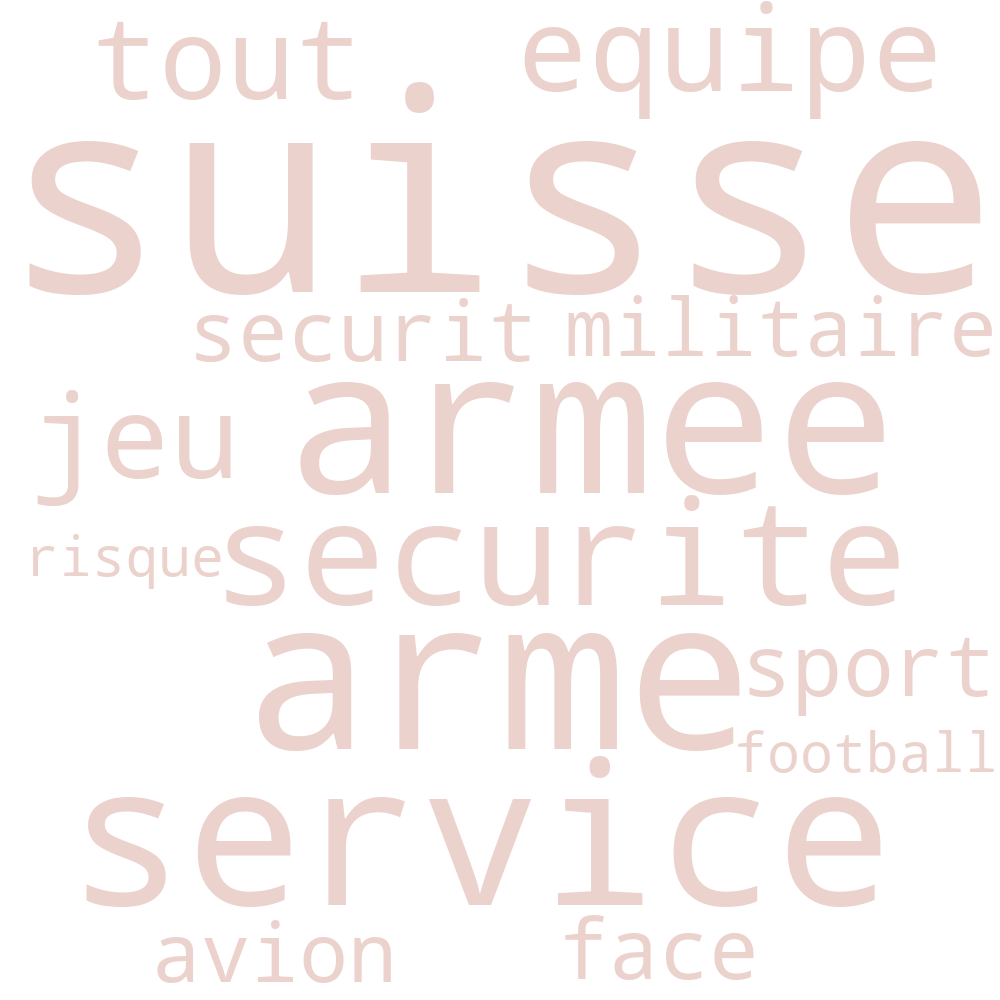 tout equipe
suisse
securit militaire
jeu armee
risque securite
arme sport
football
service
avion face